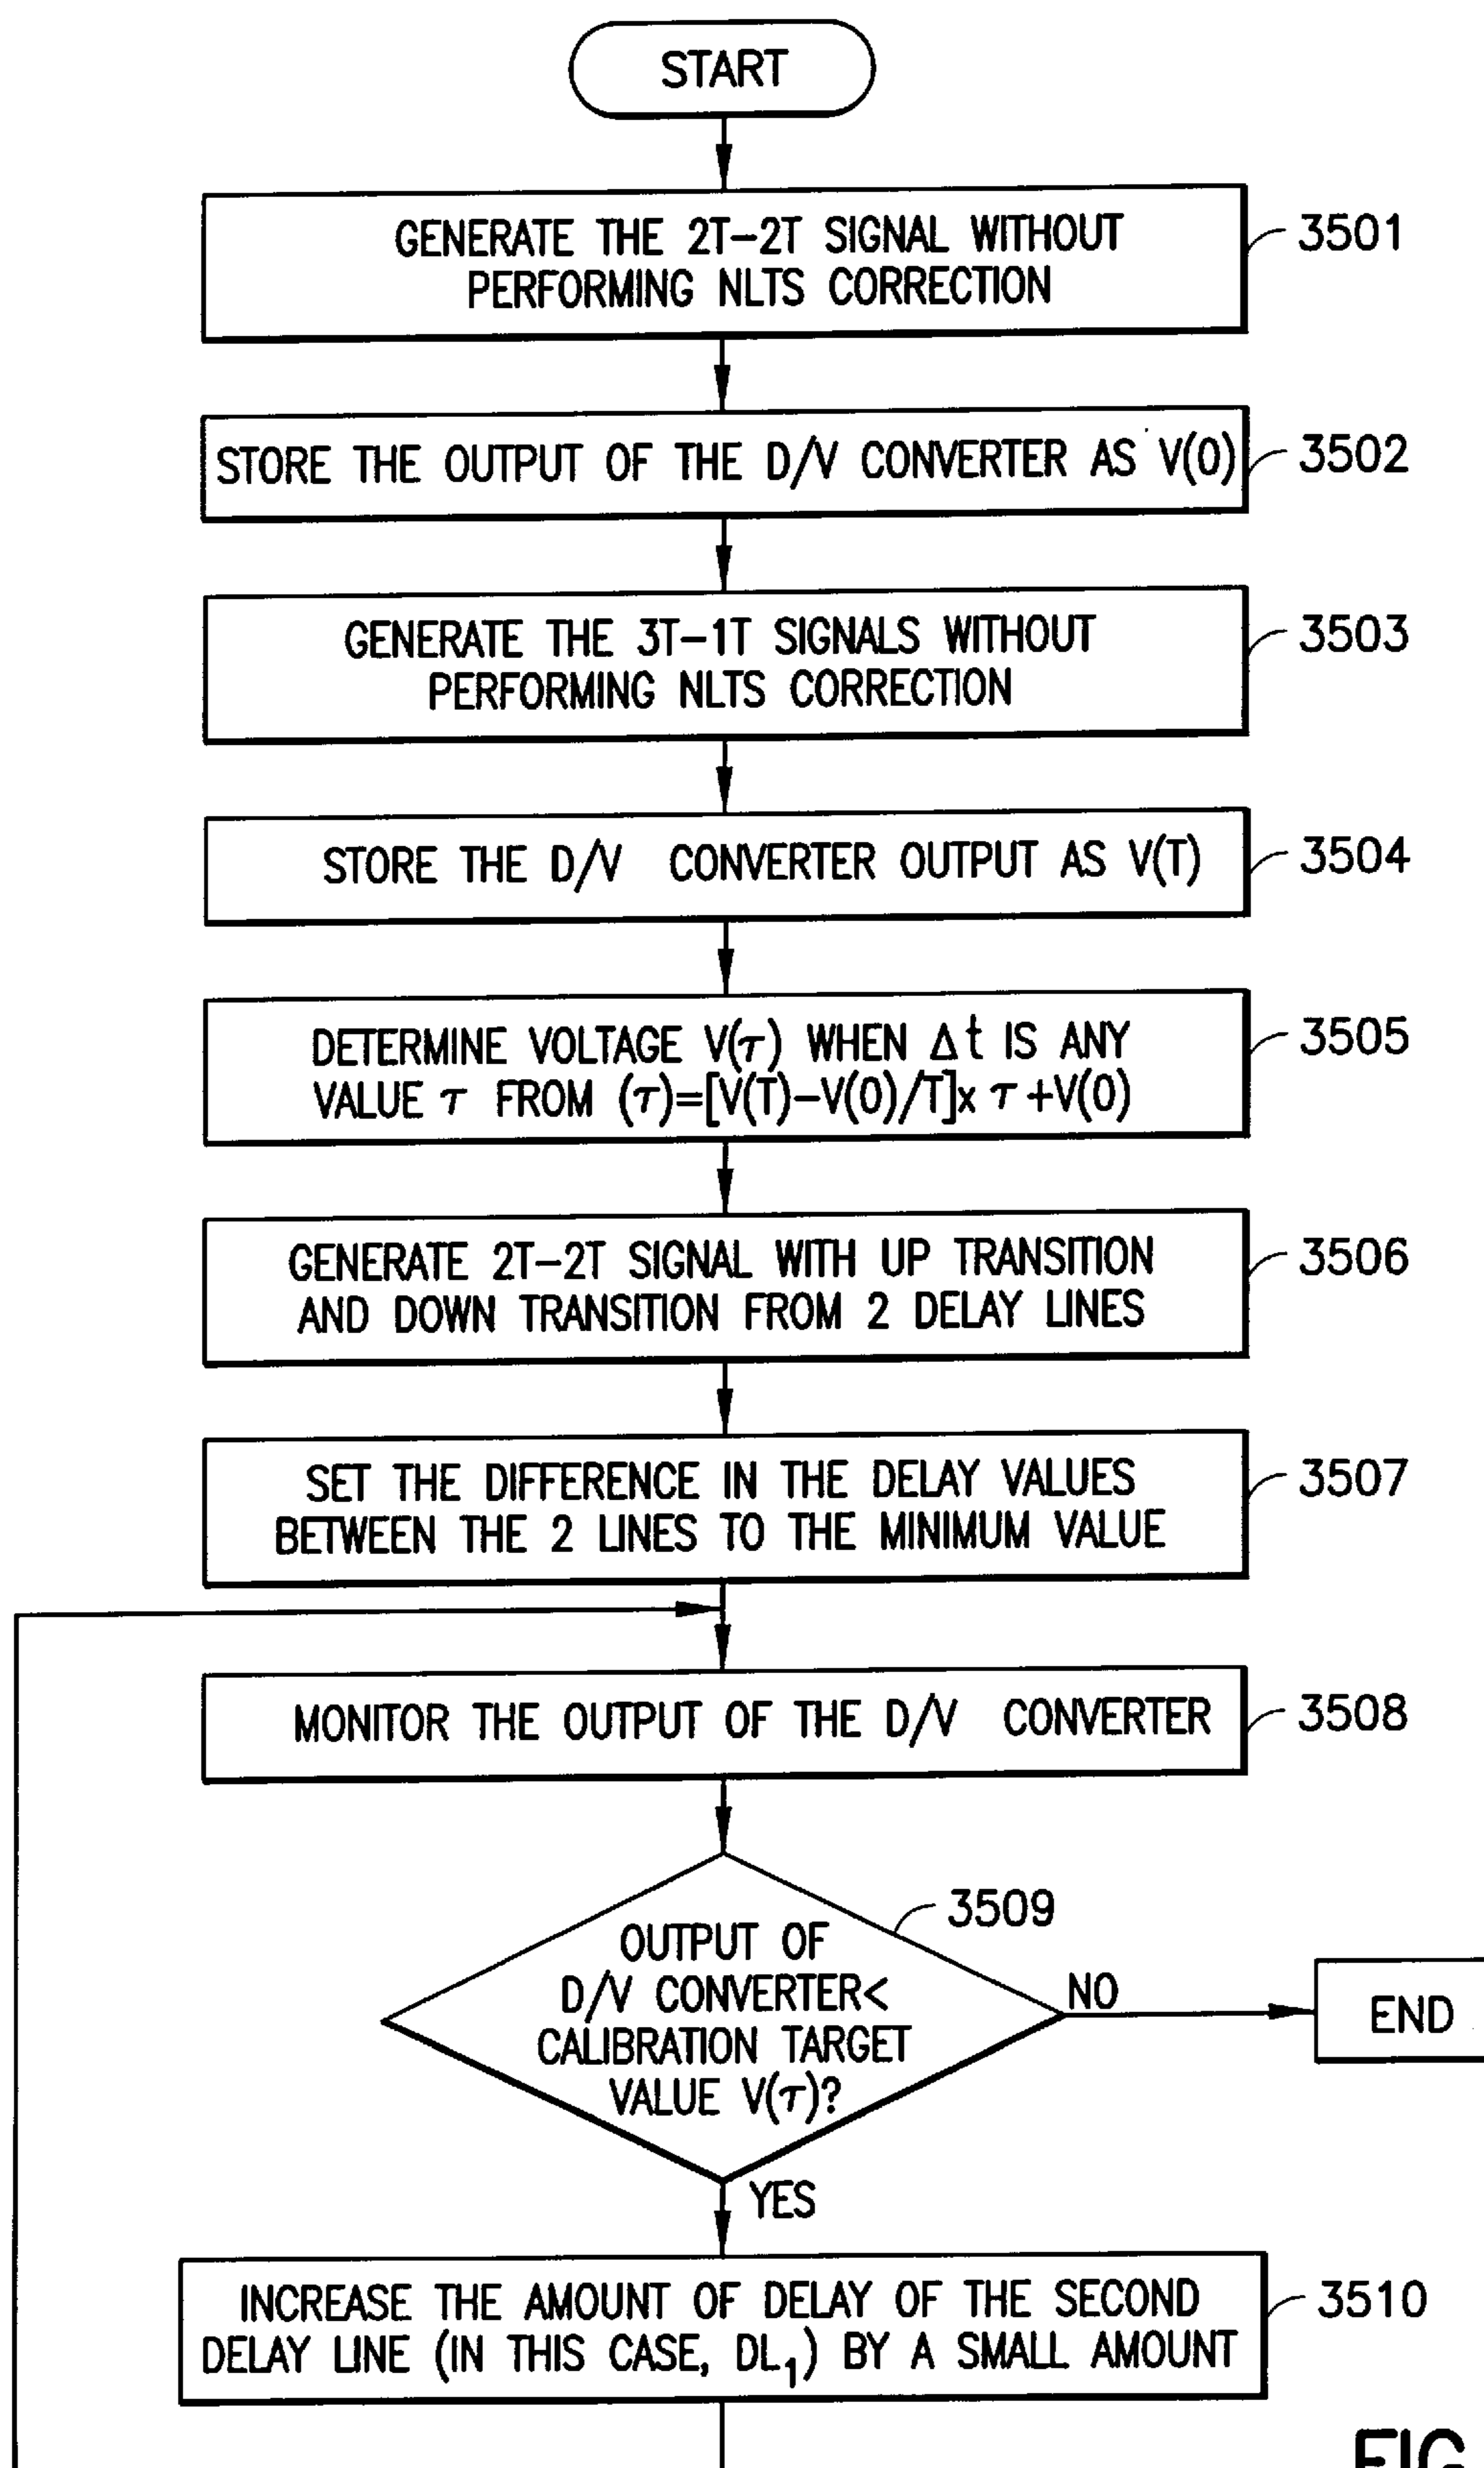 START
GENERATE THE 2T-2T SIGNAL WITHOUT
PERFORMING NLTS CORRECTION
3501
STORE THE OUTPUT OF THE D/V CONVERTER AS V(0)
3502
GENERATE THE 3T-1T SIGNALS WITHOUT
PERFORMING NLTS CORRECTION
3503
STORE THE D/V CONVERTER OUTPUT AS V(T)
3504
DETERMINE VOLTAGE V(τ) WHEN Δt IS ANY
VALUE τ FROM (τ)=[V(T)-V(0)/T]x τ+V(0)
3505
GENERATE 2T-2T SIGNAL WITH UP TRANSITION
AND DOWN TRANSITION FROM 2 DELAY LINES
3506
SET THE DIFFERENCE IN THE DELAY VALUES
BETWEEN THE 2 LINES TO THE MINIMUM VALUE
3507
MONITOR THE OUTPUT OF THE D/V CONVERTER
3508
OUTPUT OF
D/V CONVERTER<
CALIBRATION TARGET
VALUE V(τ)?
3509
NO
END
YES
INCREASE THE AMOUNT OF DELAY OF THE SECOND
DELAY LINE (IN THIS CASE, DL₁) BY A SMALL AMOUNT
3510
FIG